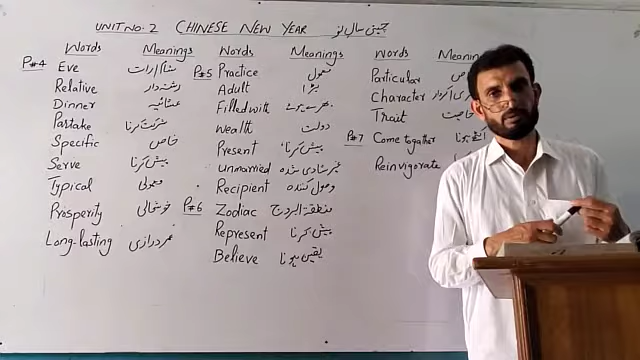 UNIT NO. 2 CHINESE NEW YEAR چینی سالِ نو
Words Meanings Words Meanings Words Meanin
P#4 Eve شام / رات P#5 Practice معمول Particular
Relative رشتہ دار Adult بڑا Character
Dinner عشائیہ Filled with بھرے ہوئے Trait خاصیت
Partake شرکت کرنا Wealth دولت P#7 Come together اکٹھے ہونا
Specific خاص Present پیش کرنا Reinvigorate
Serve پیش کرنا Unmarried غیر شادی شدہ
Typical معمولی Recipient وصول کنندہ
Prosperity خوشحالی P#6 Zodiac منطقۃ البروج
Long-lasting عمر درازی Represent پیش کرنا
Believe یقین ہونا